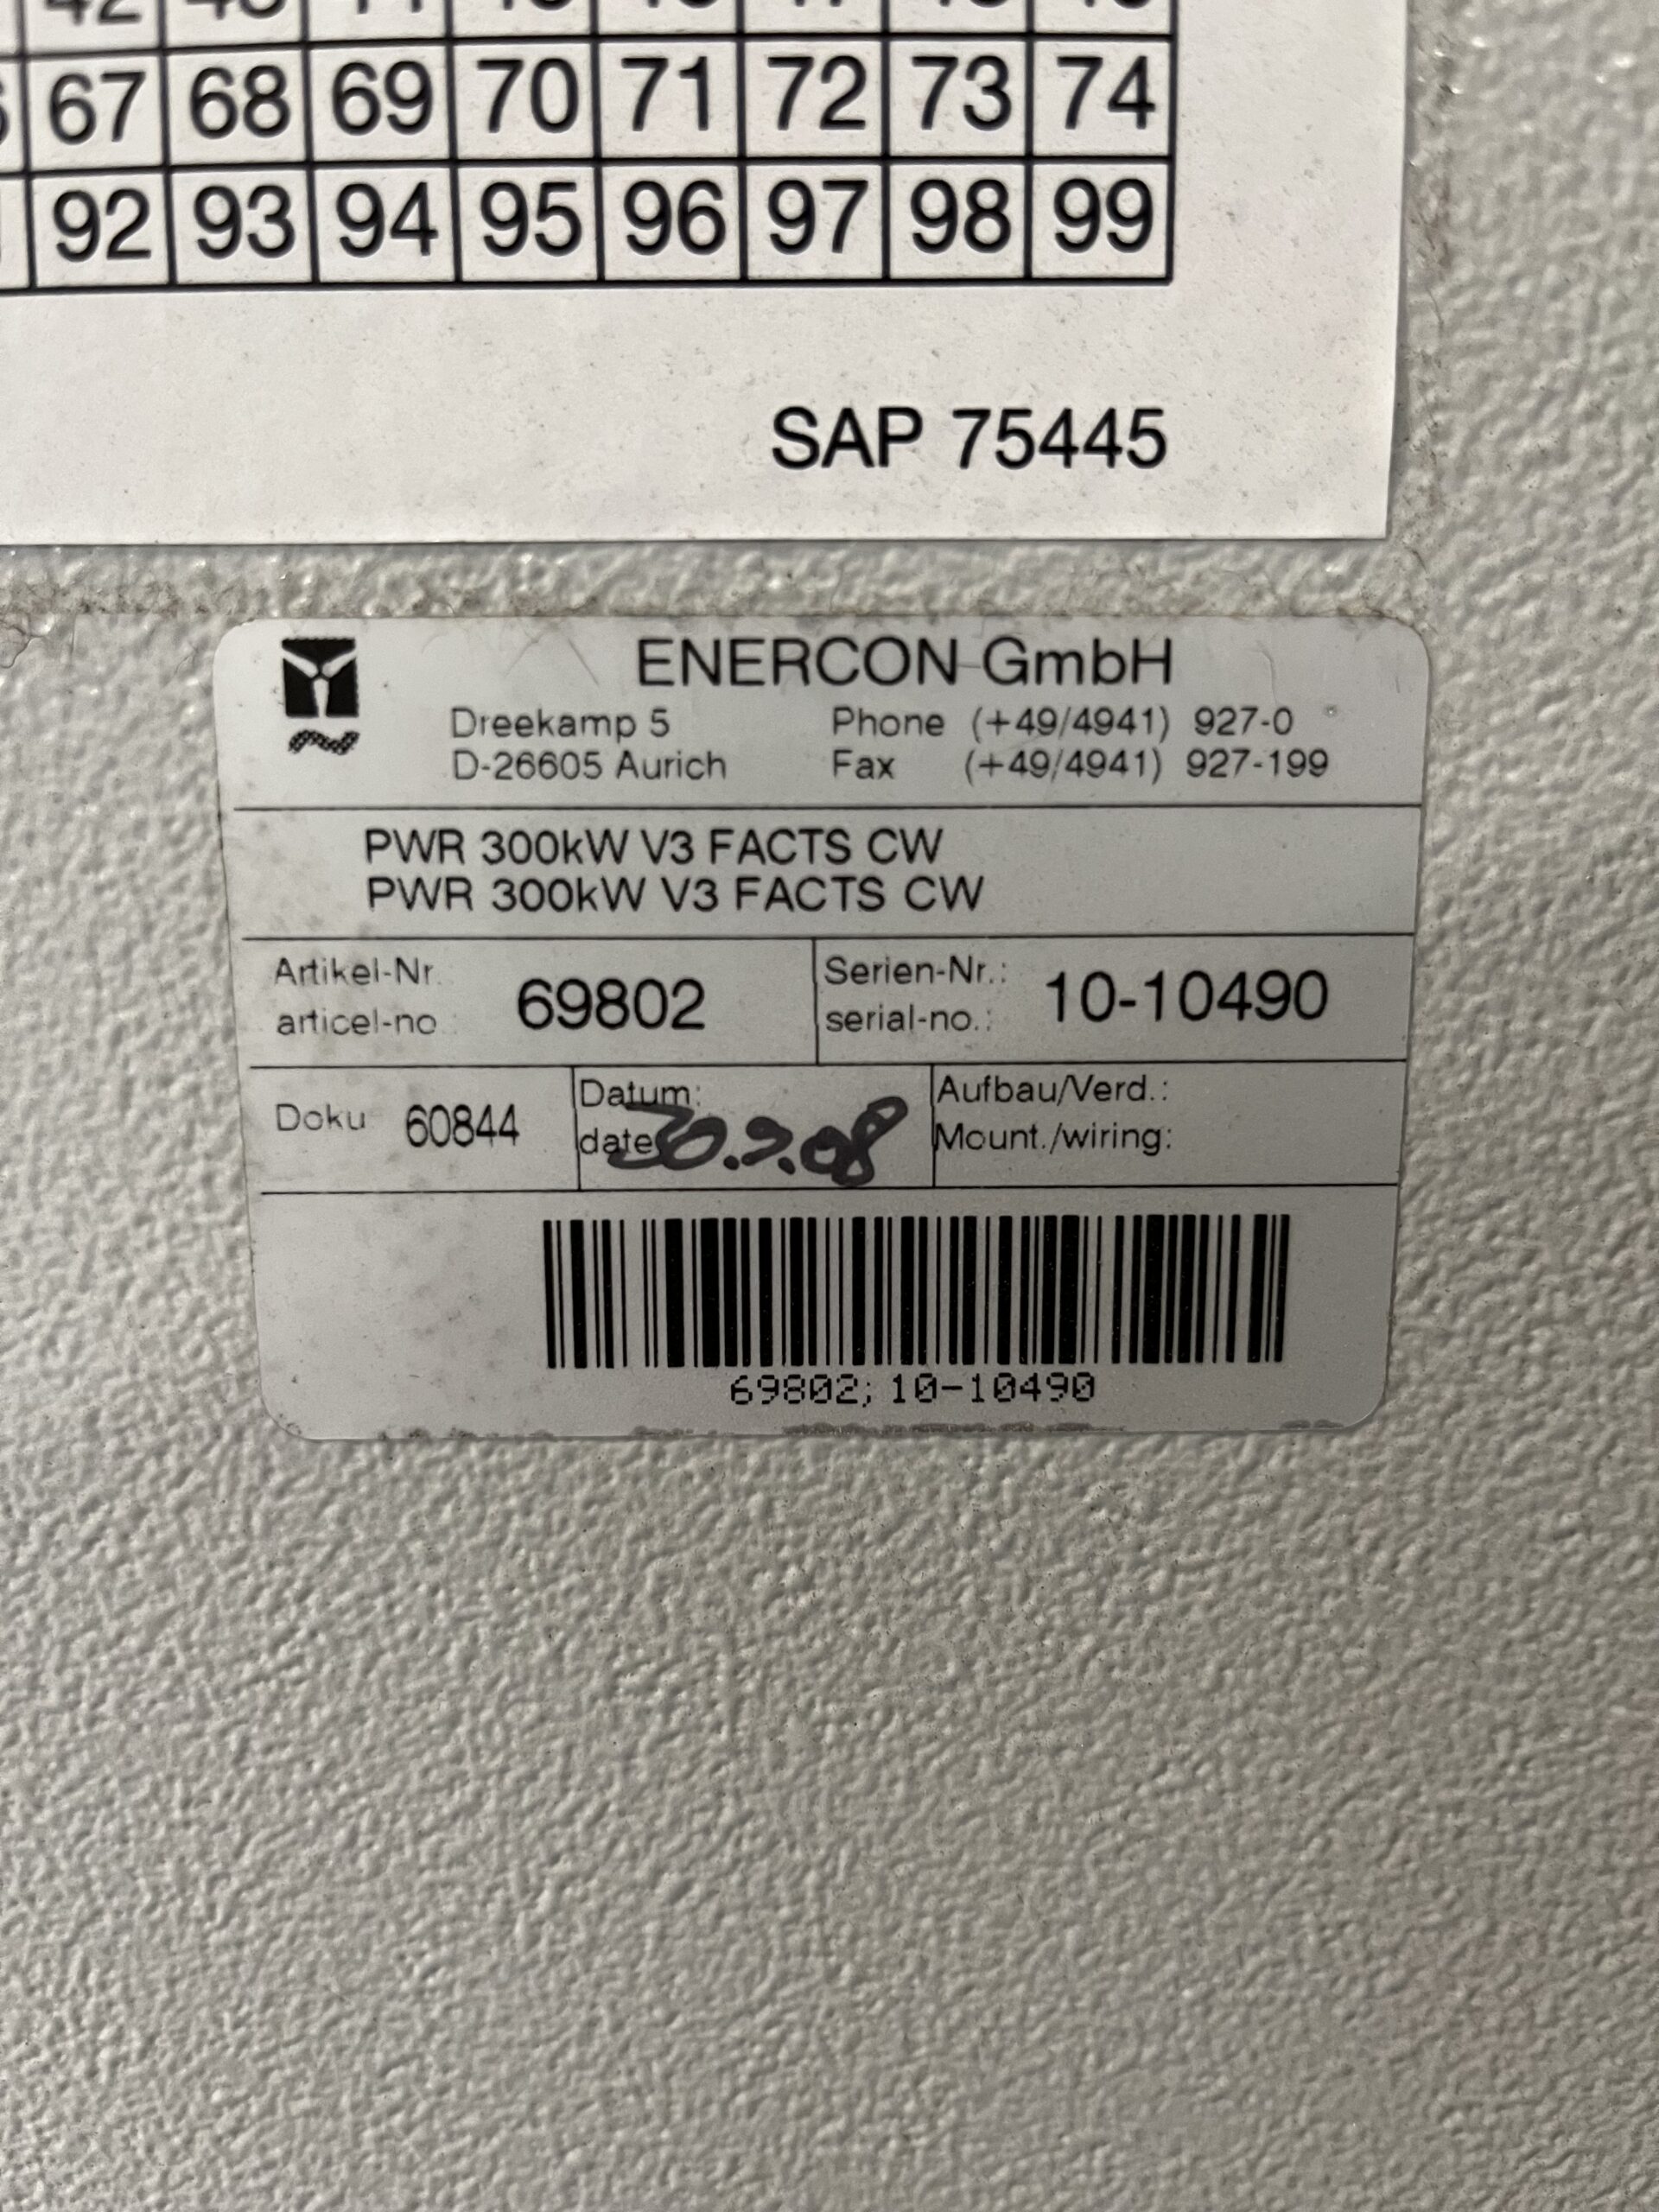 67 68 69 70 71 72 73 74
92 93 94 95 96 97 98 99
SAP 75445
ENERCON GmbH
Dreekamp 5 Phone (+49/4941) 927-0
D-26605 Aurich Fax (+49/4941) 927-199
PWR 300kW V3 FACTS CW
PWR 300kW V3 FACTS CW
Artikel-Nr. Serien-Nr.:
69802 10-10490
articel-no : serial-no.:
Datum: Aufbau/Verd.:
Doku 60844
date Mount./wiring:
69802; 10-10490